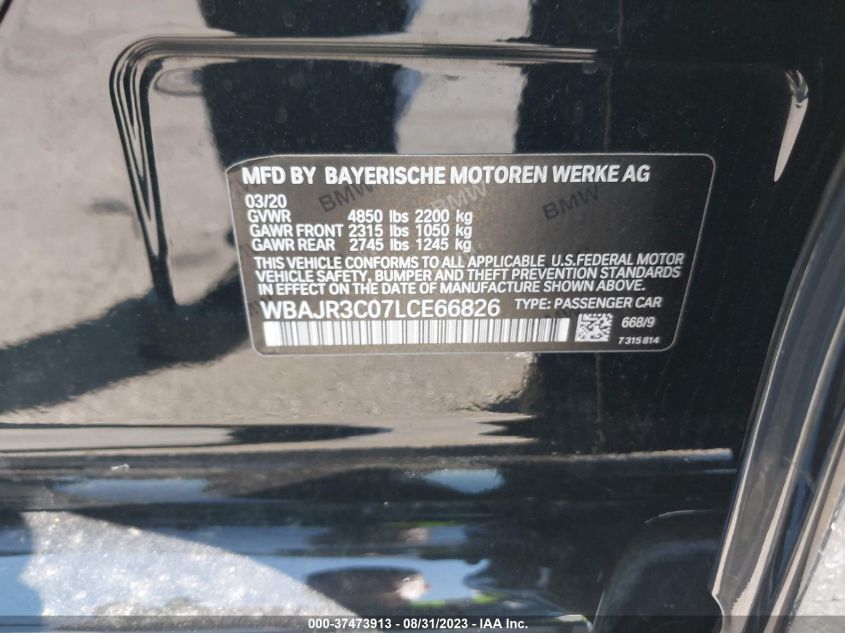 MFD BY BAYERISCHE MOTOREN WERKE AG
BMW BMW BMW
03/20
GVWR 4850 lbs 2200 kg
GAWR FRONT 2315 lbs 1050 kg
GAWR REAR 2745 lbs 1245 kg
THIS VEHICLE CONFORMS TO ALL APPLICABLE U.S.FEDERAL MOTOR
VEHICLE SAFETY, BUMPER AND THEFT PREVENTION STANDARDS
IN EFFECT ON THE DATE OF MANUFACTURE SHOWN ABOVE.
WBAJR3C07LCE66826 TYPE: PASSENGER CAR
668/9
7 315 814
000-37473913 - 08/31/2023 - IAA Inc.